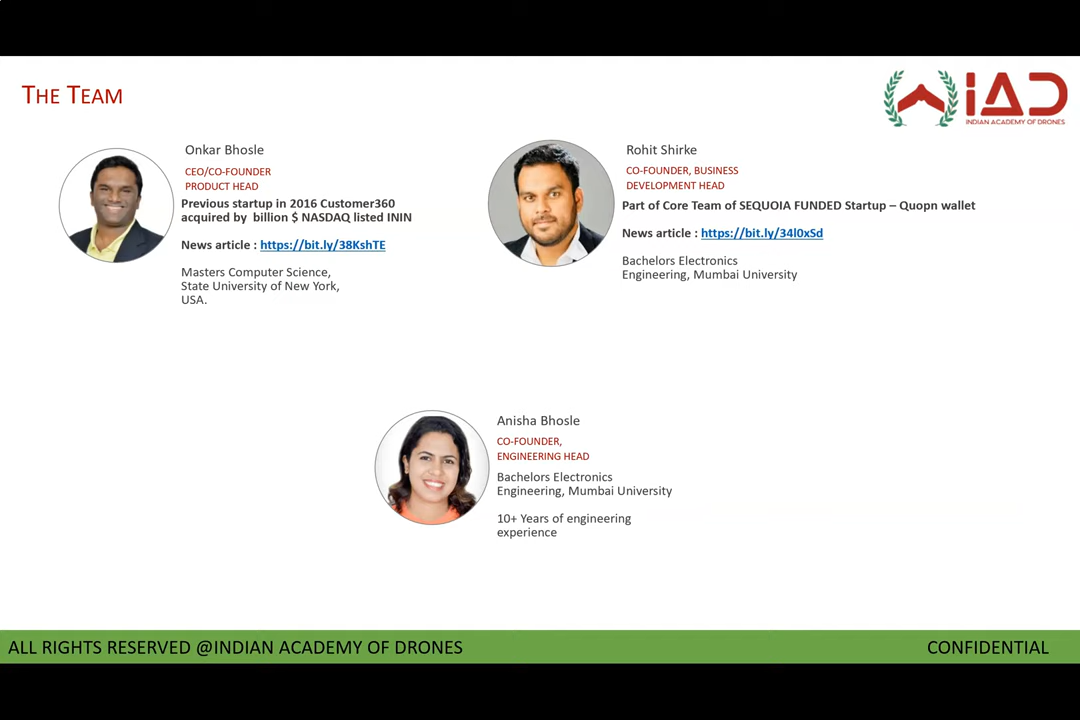 THE TEAM
iAD
INDIAN ACADEMY OF DRONES
Onkar Bhosle
CEO/CO-FOUNDER
PRODUCT HEAD
Previous startup in 2016 Customer360
acquired by billion $ NASDAQ listed ININ
News article : https://bit.ly/38KshTE
Masters Computer Science,
State University of New York,
USA.
Rohit Shirke
CO-FOUNDER, BUSINESS
DEVELOPMENT HEAD
Part of Core Team of SEQUOIA FUNDED Startup – Quopn wallet
News article : https://bit.ly/34l0xSd
Bachelors Electronics
Engineering, Mumbai University
Anisha Bhosle
CO-FOUNDER,
ENGINEERING HEAD
Bachelors Electronics
Engineering, Mumbai University
10+ Years of engineering
experience
ALL RIGHTS RESERVED @INDIAN ACADEMY OF DRONES
CONFIDENTIAL